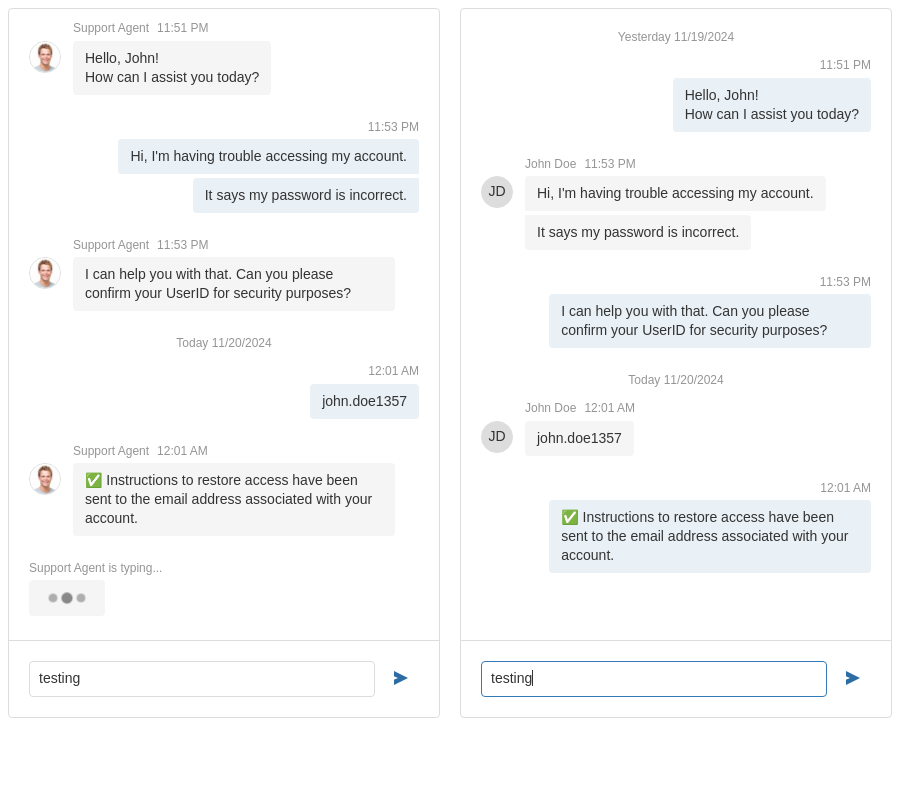 Support Agent 11:51 PM
Hello, John!
How can I assist you today?
11:53 PM
Hi, I'm having trouble accessing my account.
It says my password is incorrect.
Support Agent 11:53 PM
I can help you with that. Can you please
confirm your UserID for security purposes?
Today 11/20/2024
12:01 AM
john.doe1357
Support Agent 12:01 AM
✅ Instructions to restore access have been
sent to the email address associated with your
account.
Support Agent is typing...
testing
Yesterday 11/19/2024
11:51 PM
Hello, John!
How can I assist you today?
John Doe 11:53 PM
JD
Hi, I'm having trouble accessing my account.
It says my password is incorrect.
11:53 PM
I can help you with that. Can you please
confirm your UserID for security purposes?
Today 11/20/2024
John Doe 12:01 AM
JD
john.doe1357
12:01 AM
✅ Instructions to restore access have been
sent to the email address associated with your
account.
testing